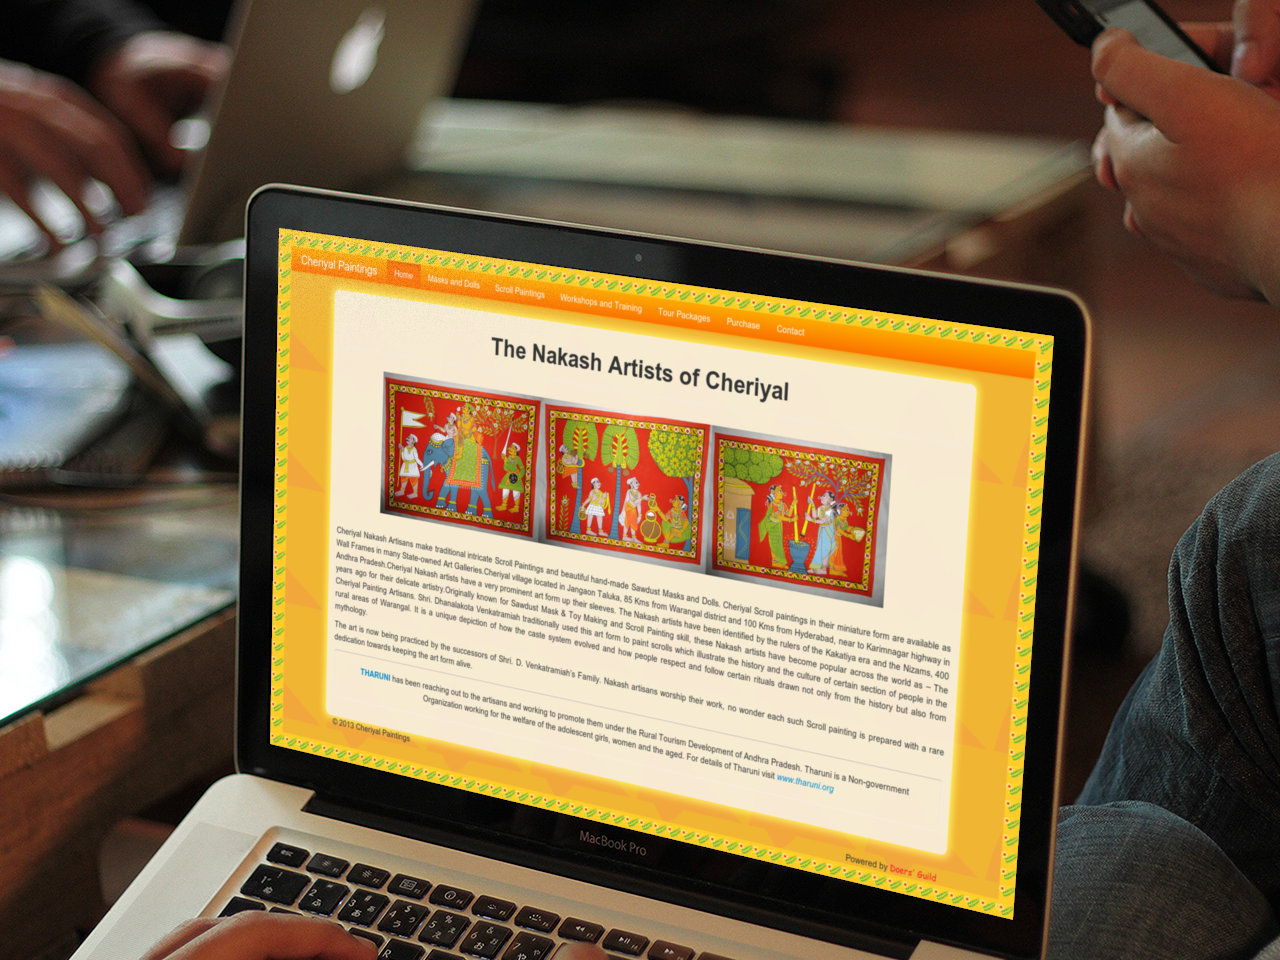 Cheriyal Paintings Home Masks and Dolls Scroll Paintings Workshops and Training Tour Packages Purchase Contact
The Nakash Artists of Cheriyal
Cheriyal Nakash Artisans make traditional intricate Scroll Paintings and beautiful hand-made Sawdust Masks and Dolls. Cheriyal Scroll paintings in their miniature form are available as
Wall Frames in many State-owned Art Galleries.Cheriyal village located in Jangaon Taluka, 85 Kms from Warangal district and 100 Kms from Hyderabad, near to Karimnagar highway in
Andhra Pradesh.Cheriyal Nakash artists have a very prominent art form up their sleeves. The Nakash artists have been identified by the rulers of the Kakatiya era and the Nizams, 400
years ago for their delicate artistry.Originally known for Sawdust Mask & Toy Making and Scroll Painting skill, these Nakash artists have become popular across the world as – The
Cheriyal Painting Artisans. Shri. Dhanalakota Venkatramiah traditionally used this art form to paint scrolls which illustrate the history and the culture of certain section of people in the
rural areas of Warangal. It is a unique depiction of how the caste system evolved and how people respect and follow certain rituals drawn not only from the history but also from
mythology.
The art is now being practiced by the successors of Shri. D. Venkatramiah's Family. Nakash artisans worship their work, no wonder each such Scroll painting is prepared with a rare
dedication towards keeping the art form alive.
THARUNI has been reaching out to the artisans and working to promote them under the Rural Tourism Development of Andhra Pradesh. Tharuni is a Non-government
Organization working for the welfare of the adolescent girls, women and the aged. For details of Tharuni visit www.tharuni.org
© 2013 Cheriyal Paintings
Powered by Doers' Guild
MacBook Pro
esc